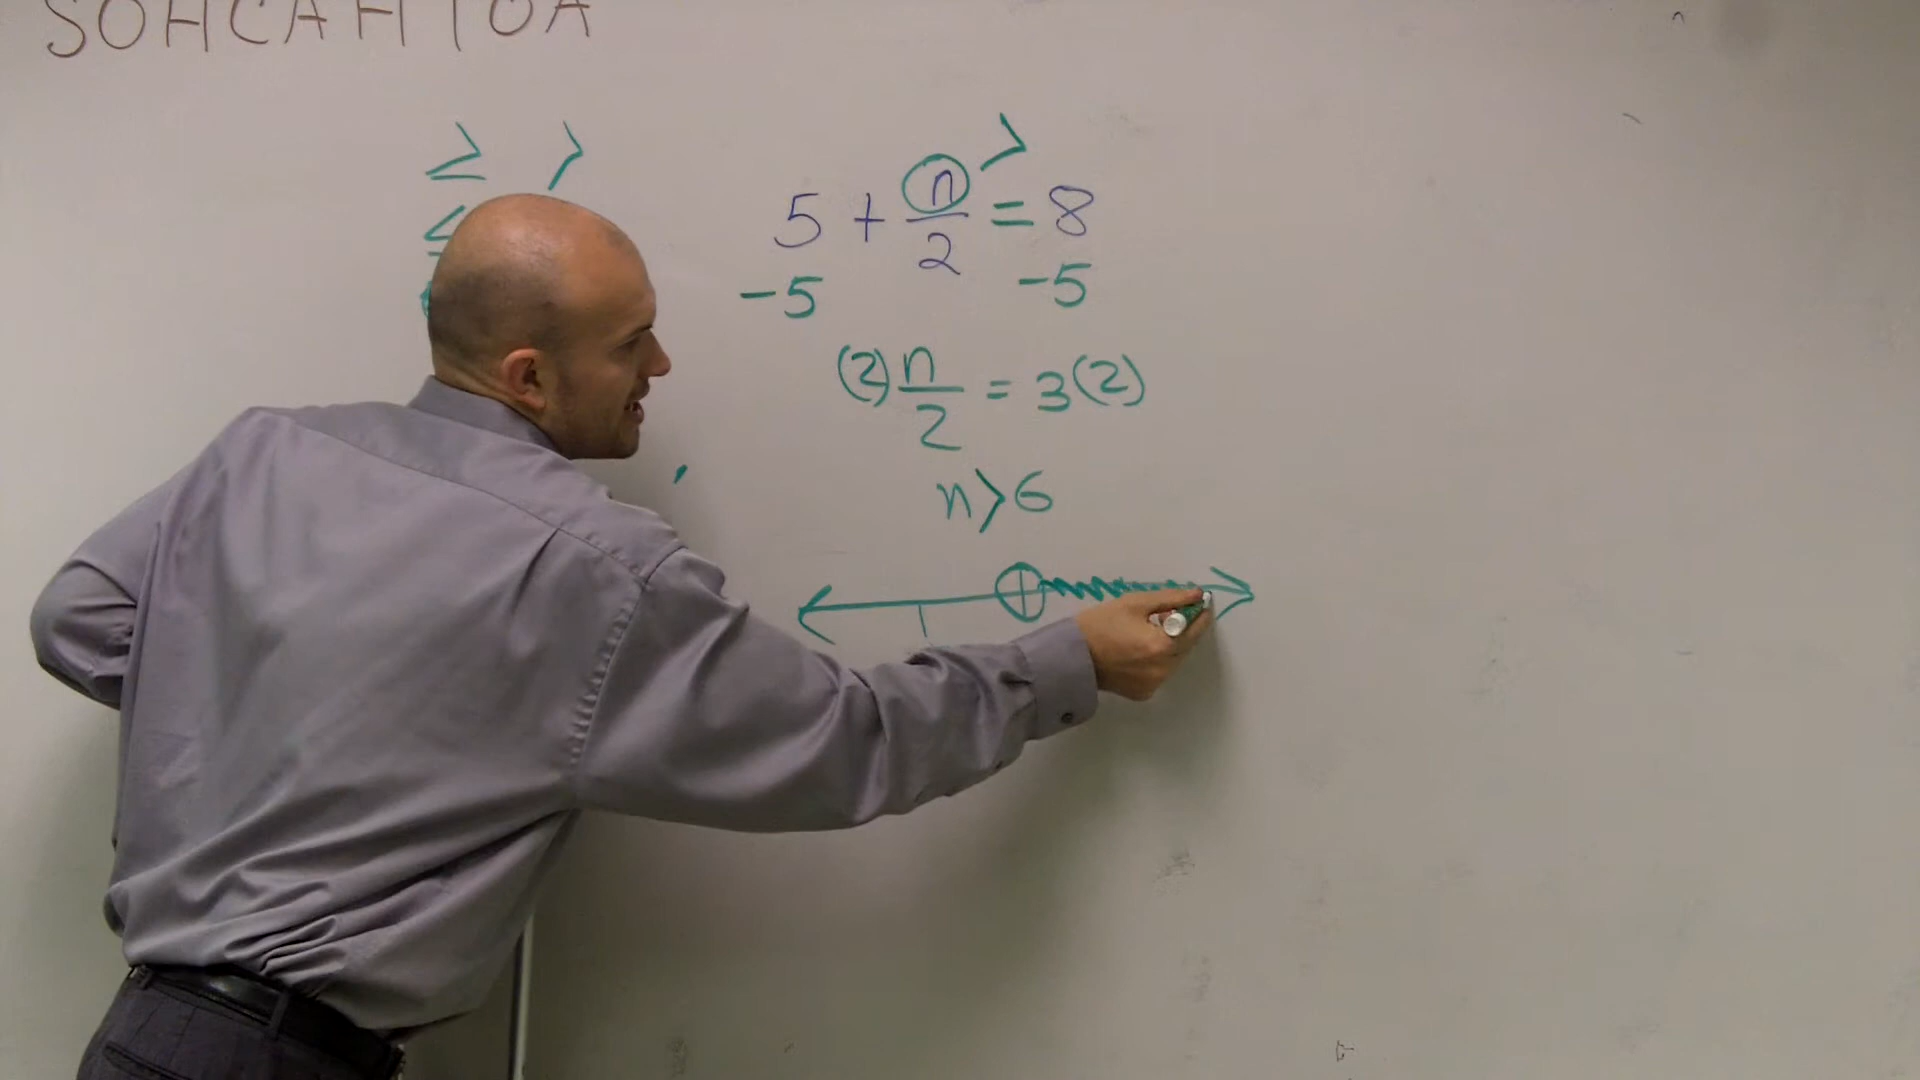 SOHCAHTOA
≥ >
>
5 + n/2 = 8
-5 -5
(2) n/2 = 3(2)
n>6